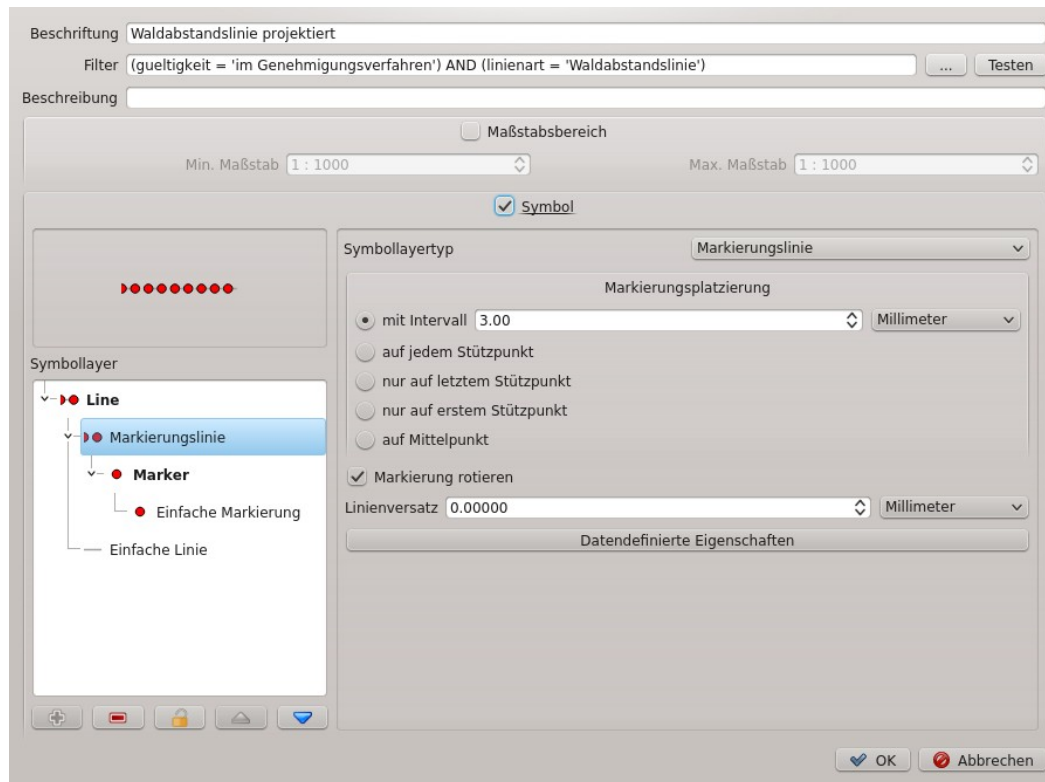 Beschriftung Waldabstandslinie projektiert
Filter (gueltigkeit = 'im Genehmigungsverfahren') AND (linienart = 'Waldabstandslinie') ... Testen
Beschreibung
Maßstabsbereich
Min. Maßstab 1 : 1000 Max. Maßstab 1 : 1000
Symbol
Symbollayertyp Markierungslinie
Markierungsplatzierung
mit Intervall 3.00 Millimeter
auf jedem Stützpunkt
nur auf letztem Stützpunkt
nur auf erstem Stützpunkt
auf Mittelpunkt
Markierung rotieren
Linienversatz 0.00000 Millimeter
Datendefinierte Eigenschaften
Symbollayer
Line
Markierungslinie
Marker
Einfache Markierung
Einfache Linie
OK Abbrechen